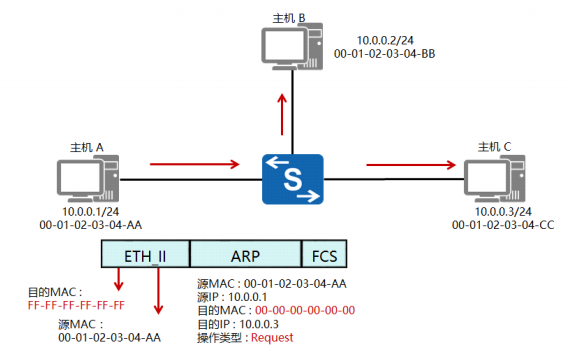 主机 B
10.0.0.2/24
00-01-02-03-04-BB
主机 A
主机 C
S
10.0.0.1/24
00-01-02-03-04-AA
10.0.0.3/24
00-01-02-03-04-CC
ETH_II ARP FCS
目的MAC：
FF-FF-FF-FF-FF-FF
源MAC：
00-01-02-03-04-AA
源MAC : 00-01-02-03-04-AA
源IP : 10.0.0.1
目的MAC : 00-00-00-00-00-00
目的IP : 10.0.0.3
操作类型 : Request